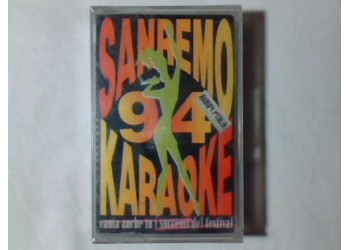 SANREMO
94
KARAOKE
canta anche tu i successi del festival